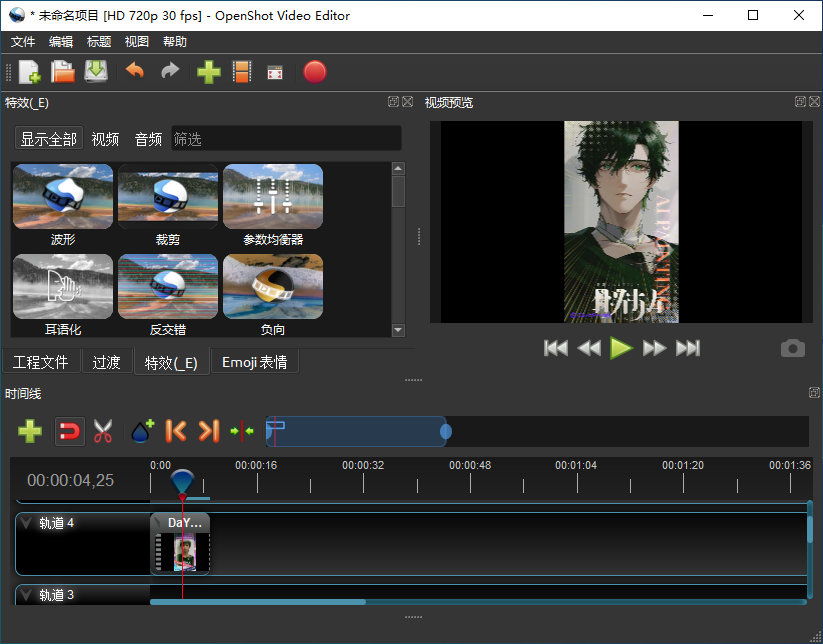 * 未命名项目 [HD 720p 30 fps] - OpenShot Video Editor
文件 编辑 标题 视图 帮助
特效(_E)
视频预览
显示全部 视频 音频 筛选
波形 裁剪 参数均衡器
耳语化 反交错 负向
AI PAINTING
工程文件 过渡 特效(_E) Emoji 表情
时间线
00:00:04,25
0:00 00:00:16 00:00:32 00:00:48 00:01:04 00:01:20 00:01:36
轨道 4
DaY...
轨道 3